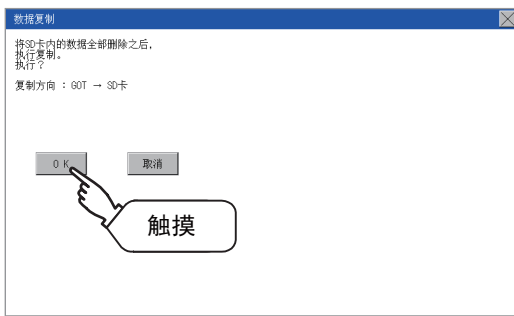 数据复制
将SD卡内的数据全部删除之后,
执行复制。
执行？
复制方向 : GOT → SD卡
OK 取消
触摸